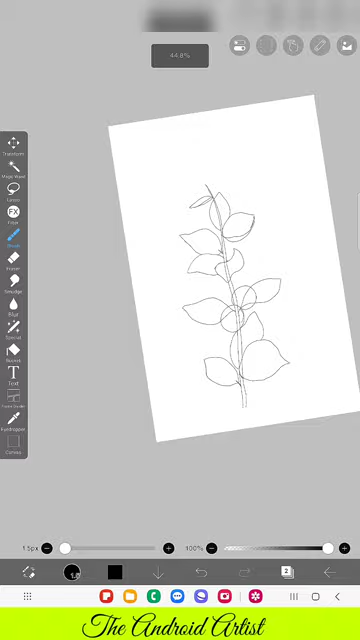 44.8%
Transform
Magic Wand
Lasso
FX
Filter
Brush
Eraser
Smudge
Blur
Special
Bucket
T
Text
Frame Divider
Eyedropper
Canvas
1.5px
100%
1.5
2
The Android Artist